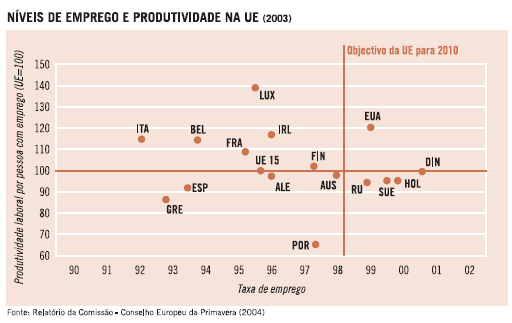 NÍVEIS DE EMPREGO E PRODUTIVIDADE NA UE (2003)
Objectivo da UE para 2010
Produtividade laboral por pessoa com emprego (UE=100)
150
140
130
120
110
100
90
80
70
60
LUX
EUA
ITA
BEL
IRL
FRA
FIN
DIN
UE 15
ESP
ALE
AUS
RU
SUE
HOL
GRE
POR
90 92 93 94 95 96 97 98 99 00 01 02
Taxa de emprego
Fonte: Relatório da Comissão - Conselho Europeu da Primavera (2004)